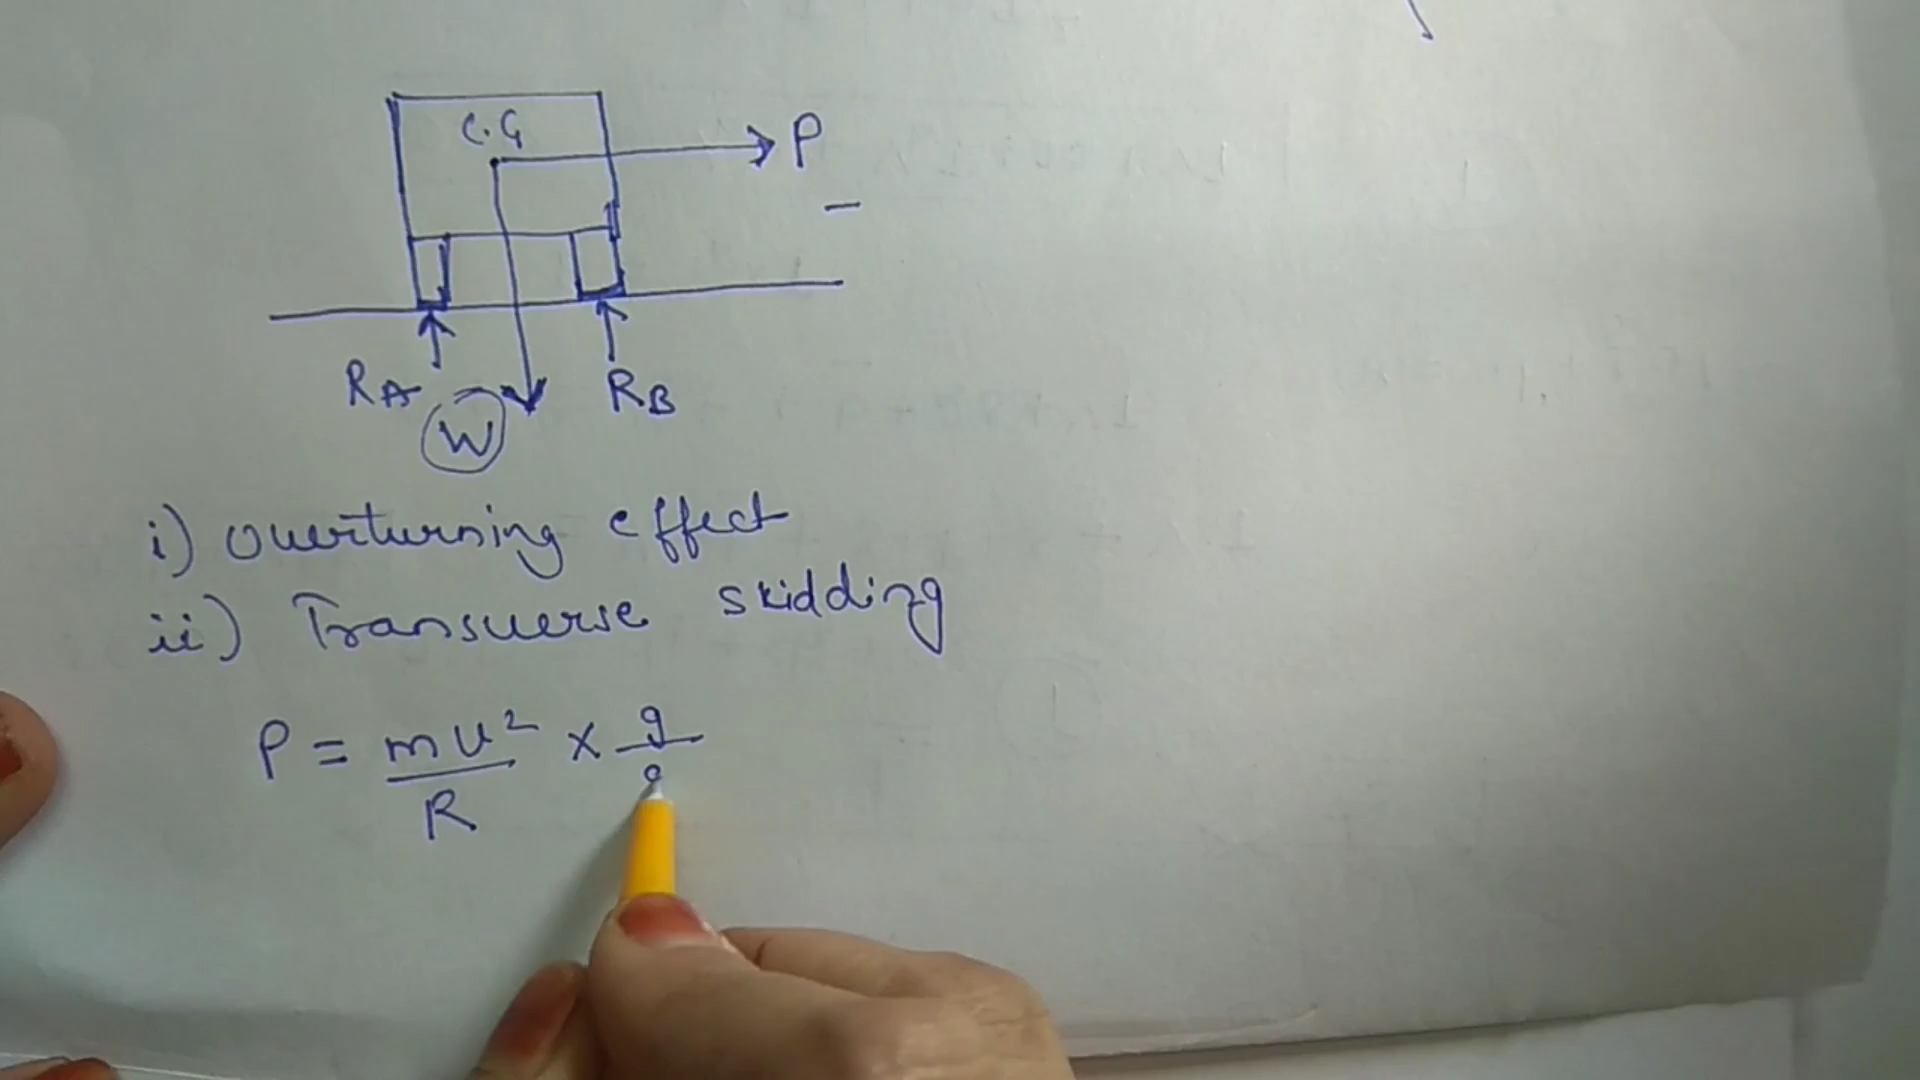 C.G
P
RA
RB
W
i) overturning effect
ii) Transverse skidding
P = mv² / R × g / g